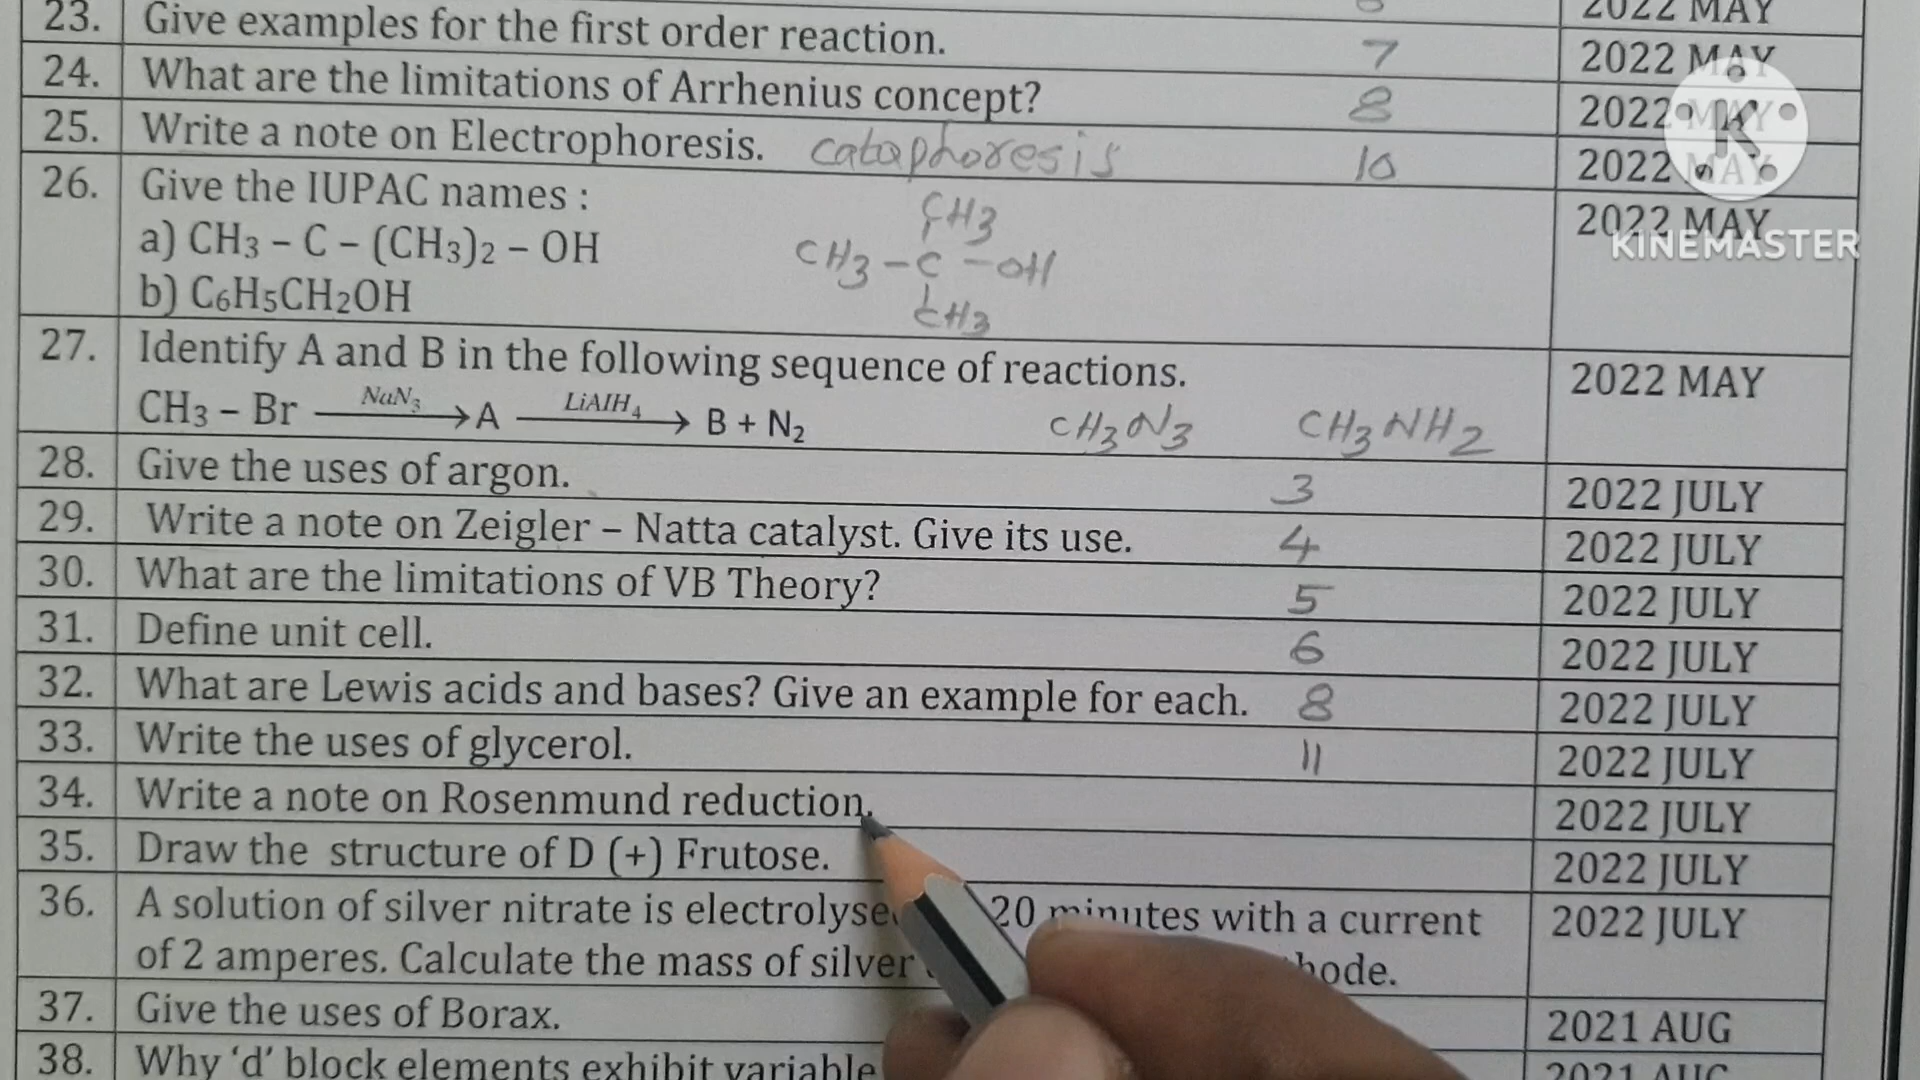 23. Give examples for the first order reaction. 7 2022 MAY
24. What are the limitations of Arrhenius concept? 8 2022 MAY
25. Write a note on Electrophoresis. cataphoresis 10 2022 MAY
26. Give the IUPAC names : 2022 MAY
a) CH3 – C – (CH3)2 – OH
b) C6H5CH2OH
CH3
CH3 – C – OH
CH3
KINEMASTER
27. Identify A and B in the following sequence of reactions. 2022 MAY
CH3 – Br NaN3 → A LiAlH4 → B + N2 CH3N3 CH3NH2
28. Give the uses of argon. 3 2022 JULY
29. Write a note on Zeigler – Natta catalyst. Give its use. 4 2022 JULY
30. What are the limitations of VB Theory? 5 2022 JULY
31. Define unit cell. 6 2022 JULY
32. What are Lewis acids and bases? Give an example for each. 8 2022 JULY
33. Write the uses of glycerol. 11 2022 JULY
34. Write a note on Rosenmund reduction. 2022 JULY
35. Draw the structure of D (+) Frutose. 2022 JULY
36. A solution of silver nitrate is 20 minutes with a current 2022 JULY
of 2 amperes. Calculate the mass of silver
37. Give the uses of Borax. 2021 AUG
38. Why 'd' block elements exhibit variable 2021 AUG